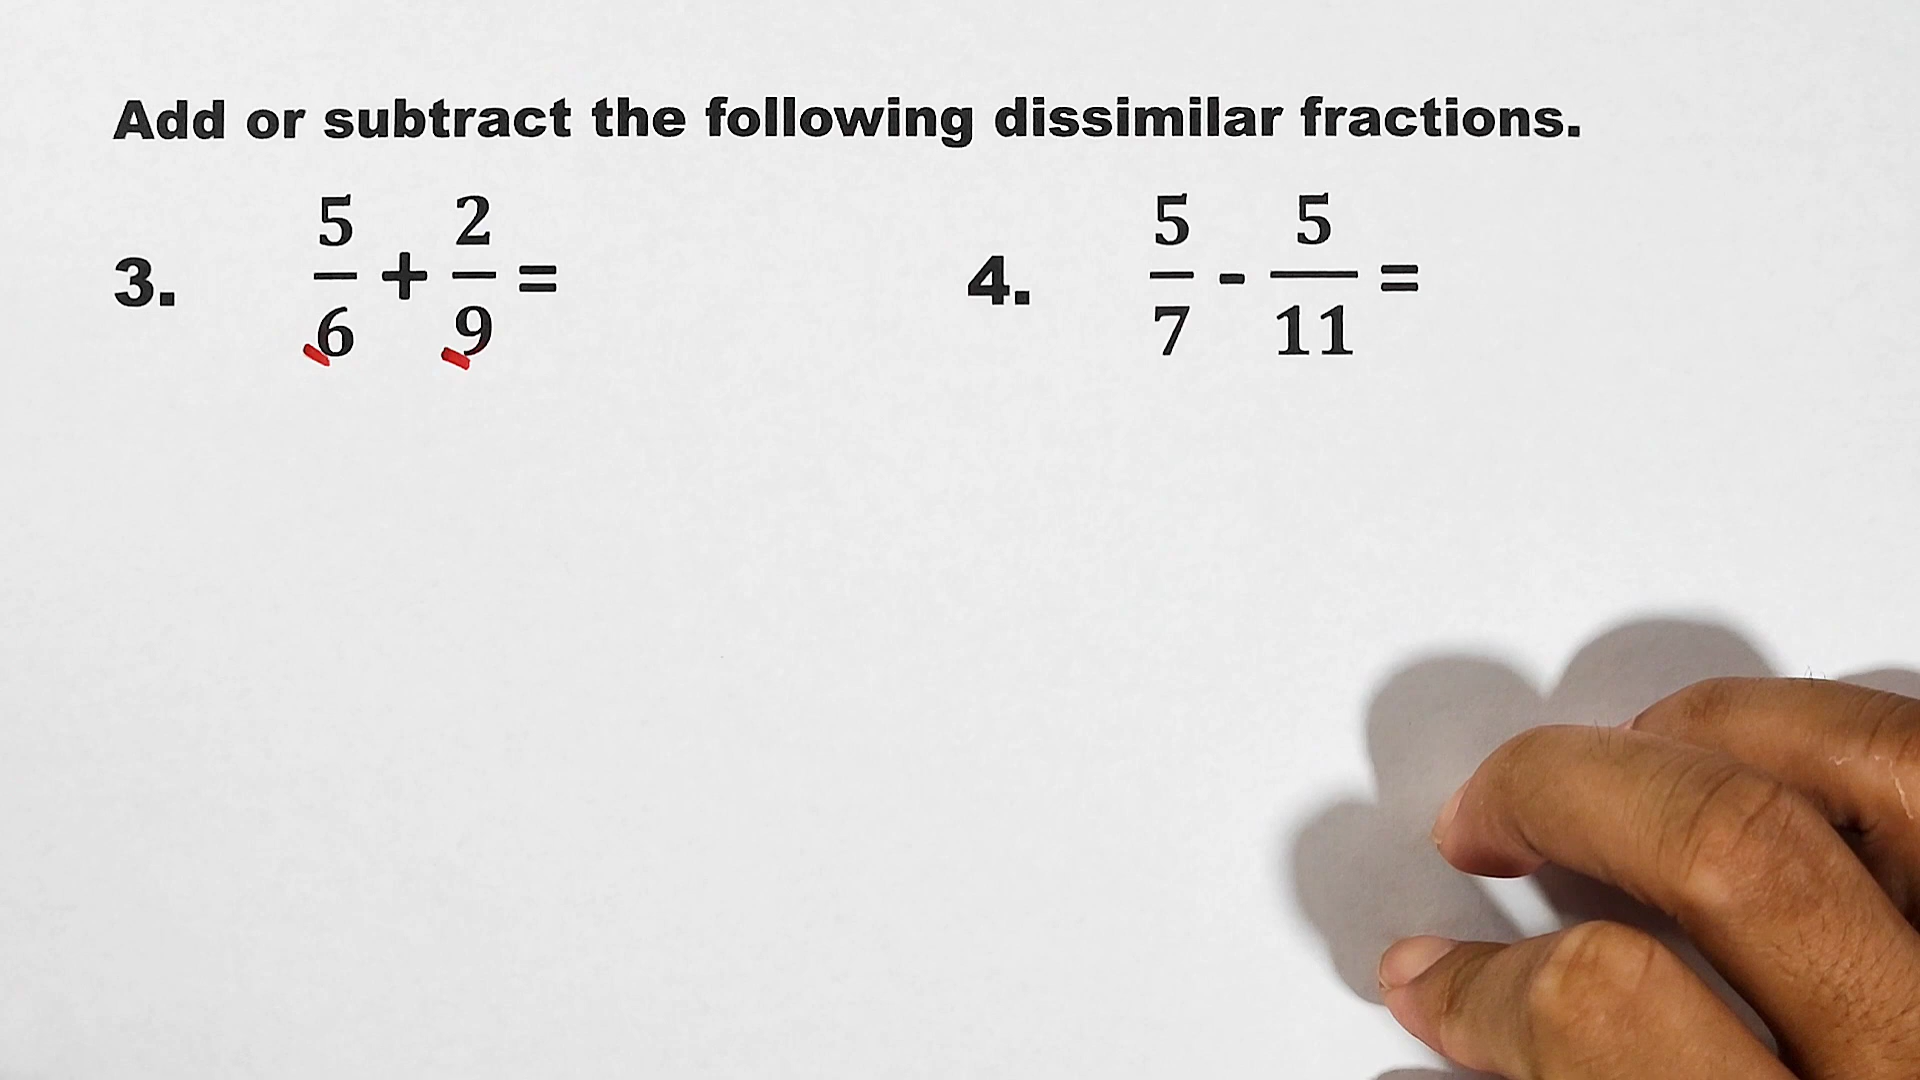 Add or subtract the following dissimilar fractions.
3. 5/6 + 2/9 =
4. 5/7 - 5/11 =